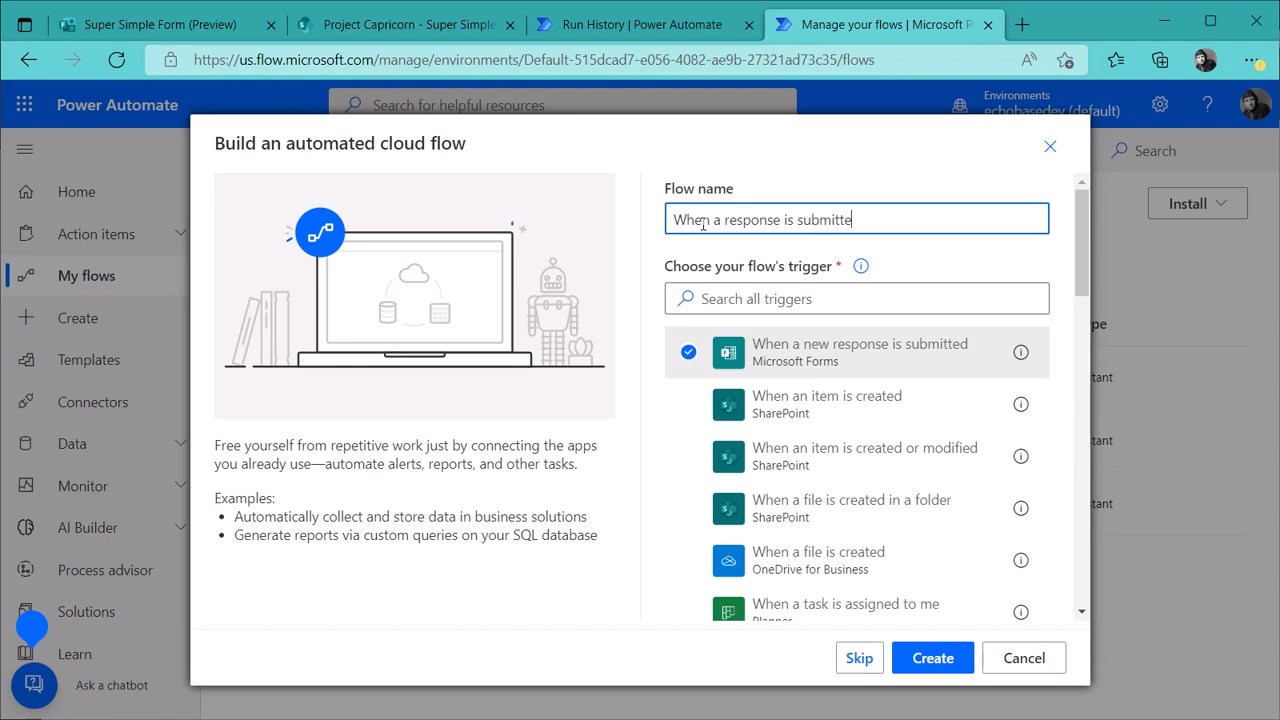 Super Simple Form (Preview)
Project Capricorn - Super Simple
Run History | Power Automate
Manage your flows | Microsoft P
https://us.flow.microsoft.com/manage/environments/Default-515dcad7-e056-4082-ae9b-27321ad73c35/flows
Power Automate
Search for helpful resources
Environments
echobasedev (default)
Home
Action items
My flows
Create
Templates
Connectors
Data
Monitor
AI Builder
Process advisor
Solutions
Learn
Ask a chatbot
Search
Install
Build an automated cloud flow
Free yourself from repetitive work just by connecting the apps
you already use—automate alerts, reports, and other tasks.
Examples:
• Automatically collect and store data in business solutions
• Generate reports via custom queries on your SQL database
Flow name
When a response is submitte
Choose your flow's trigger *
Search all triggers
When a new response is submitted
Microsoft Forms
When an item is created
SharePoint
When an item is created or modified
SharePoint
When a file is created in a folder
SharePoint
When a file is created
OneDrive for Business
When a task is assigned to me
Planner
Skip
Create
Cancel